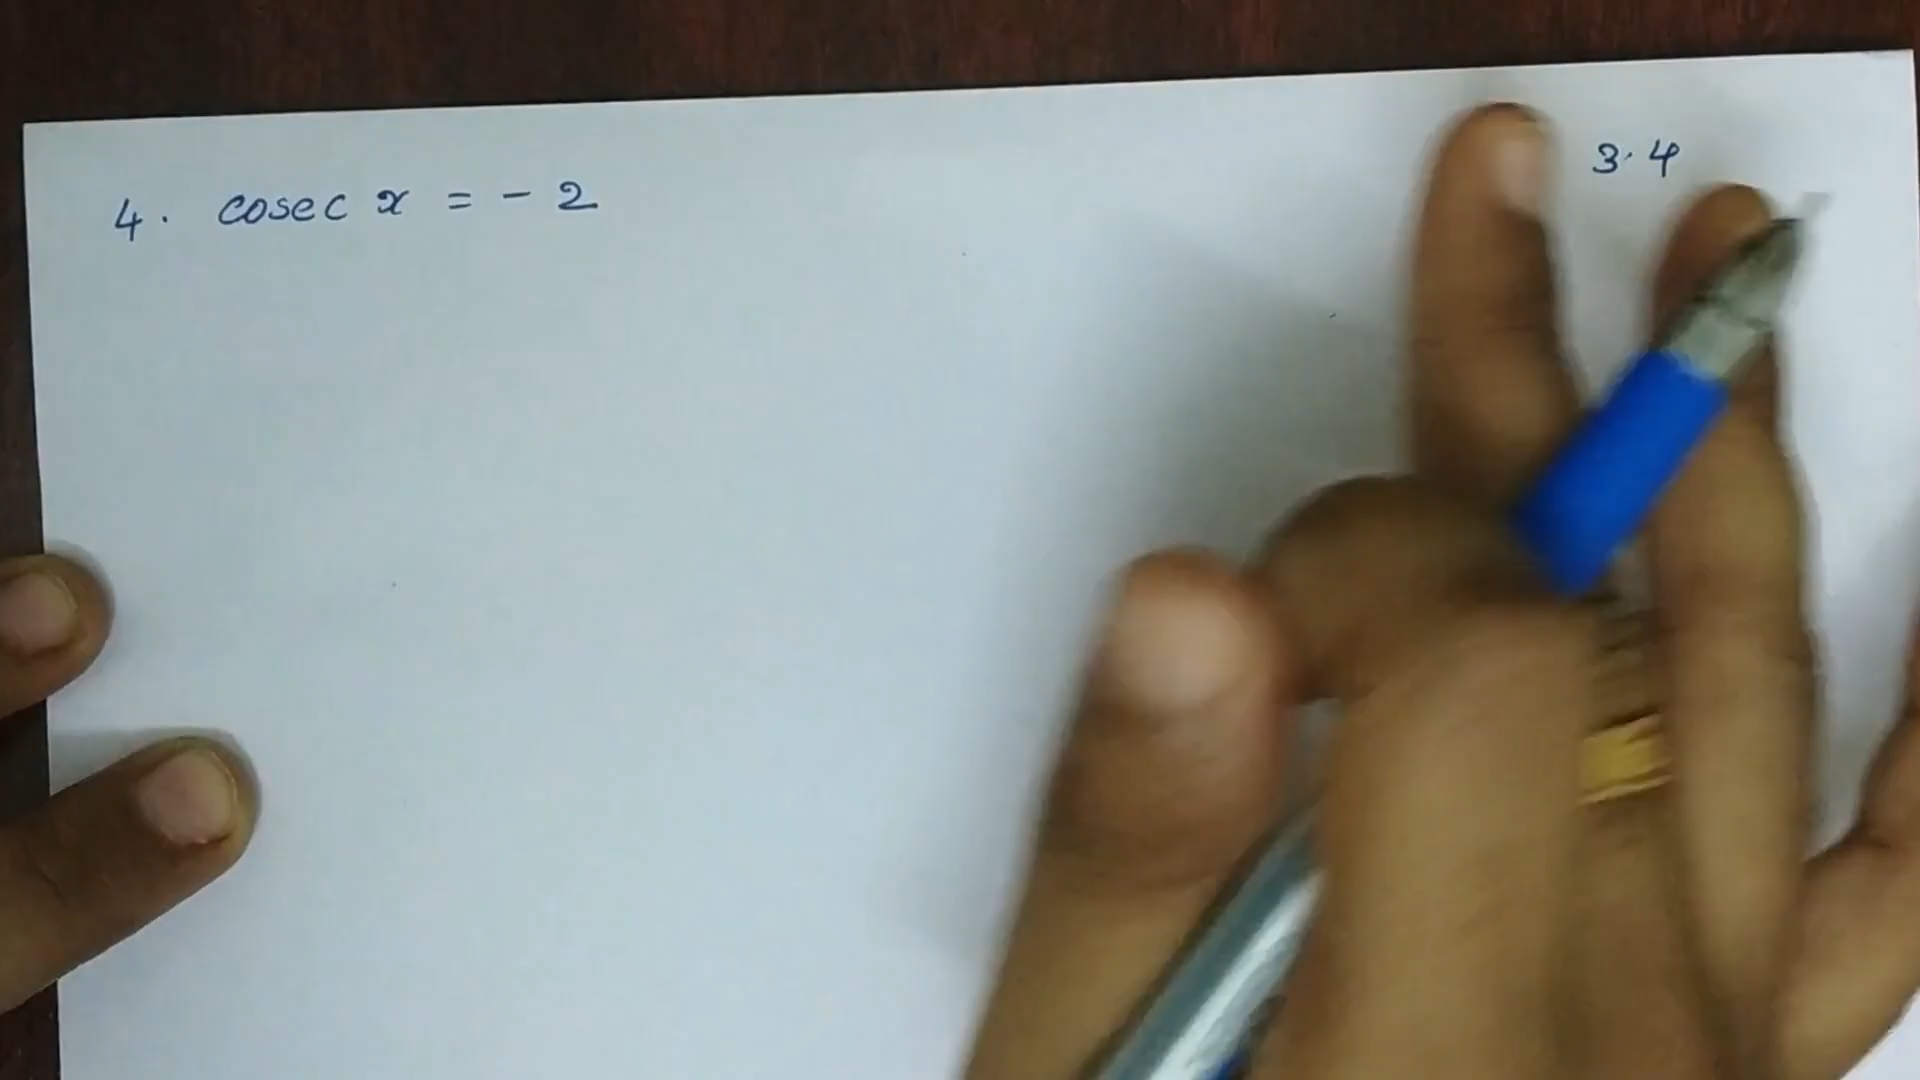 3.4
4. cosec x = - 2